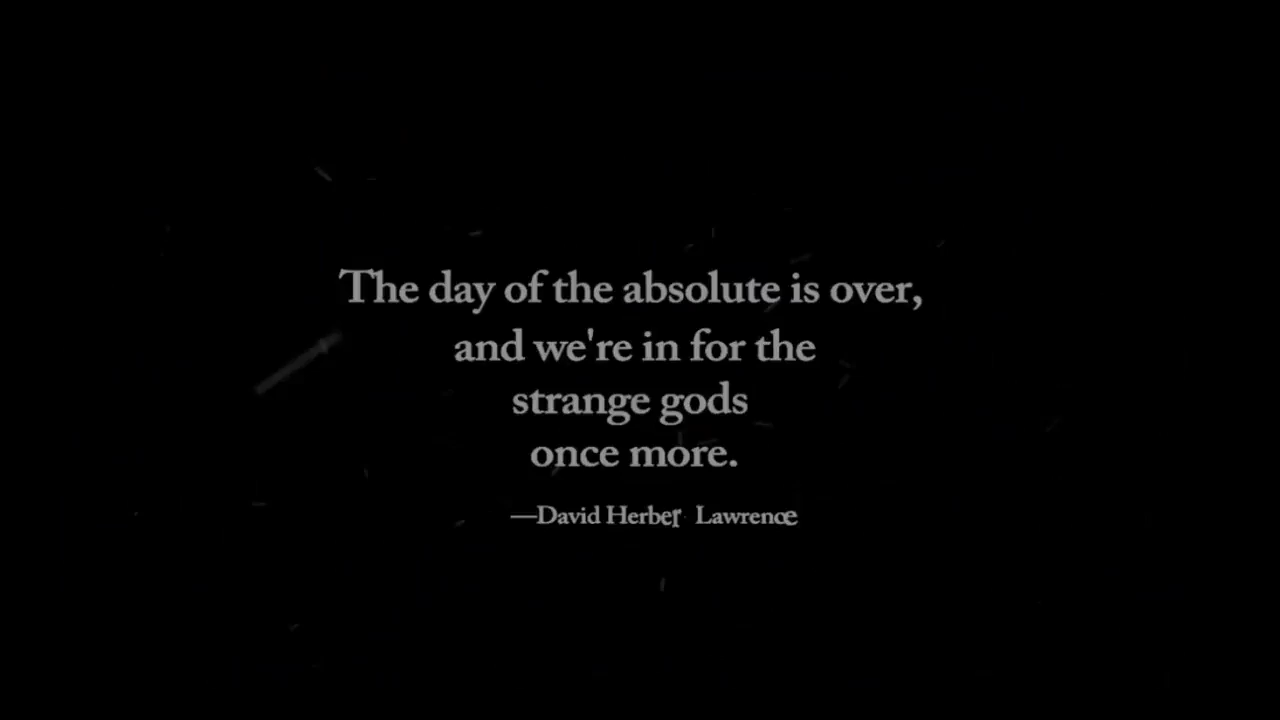 The day of the absolute is over,
and we're in for the
strange gods
once more.
—David Herber Lawrence